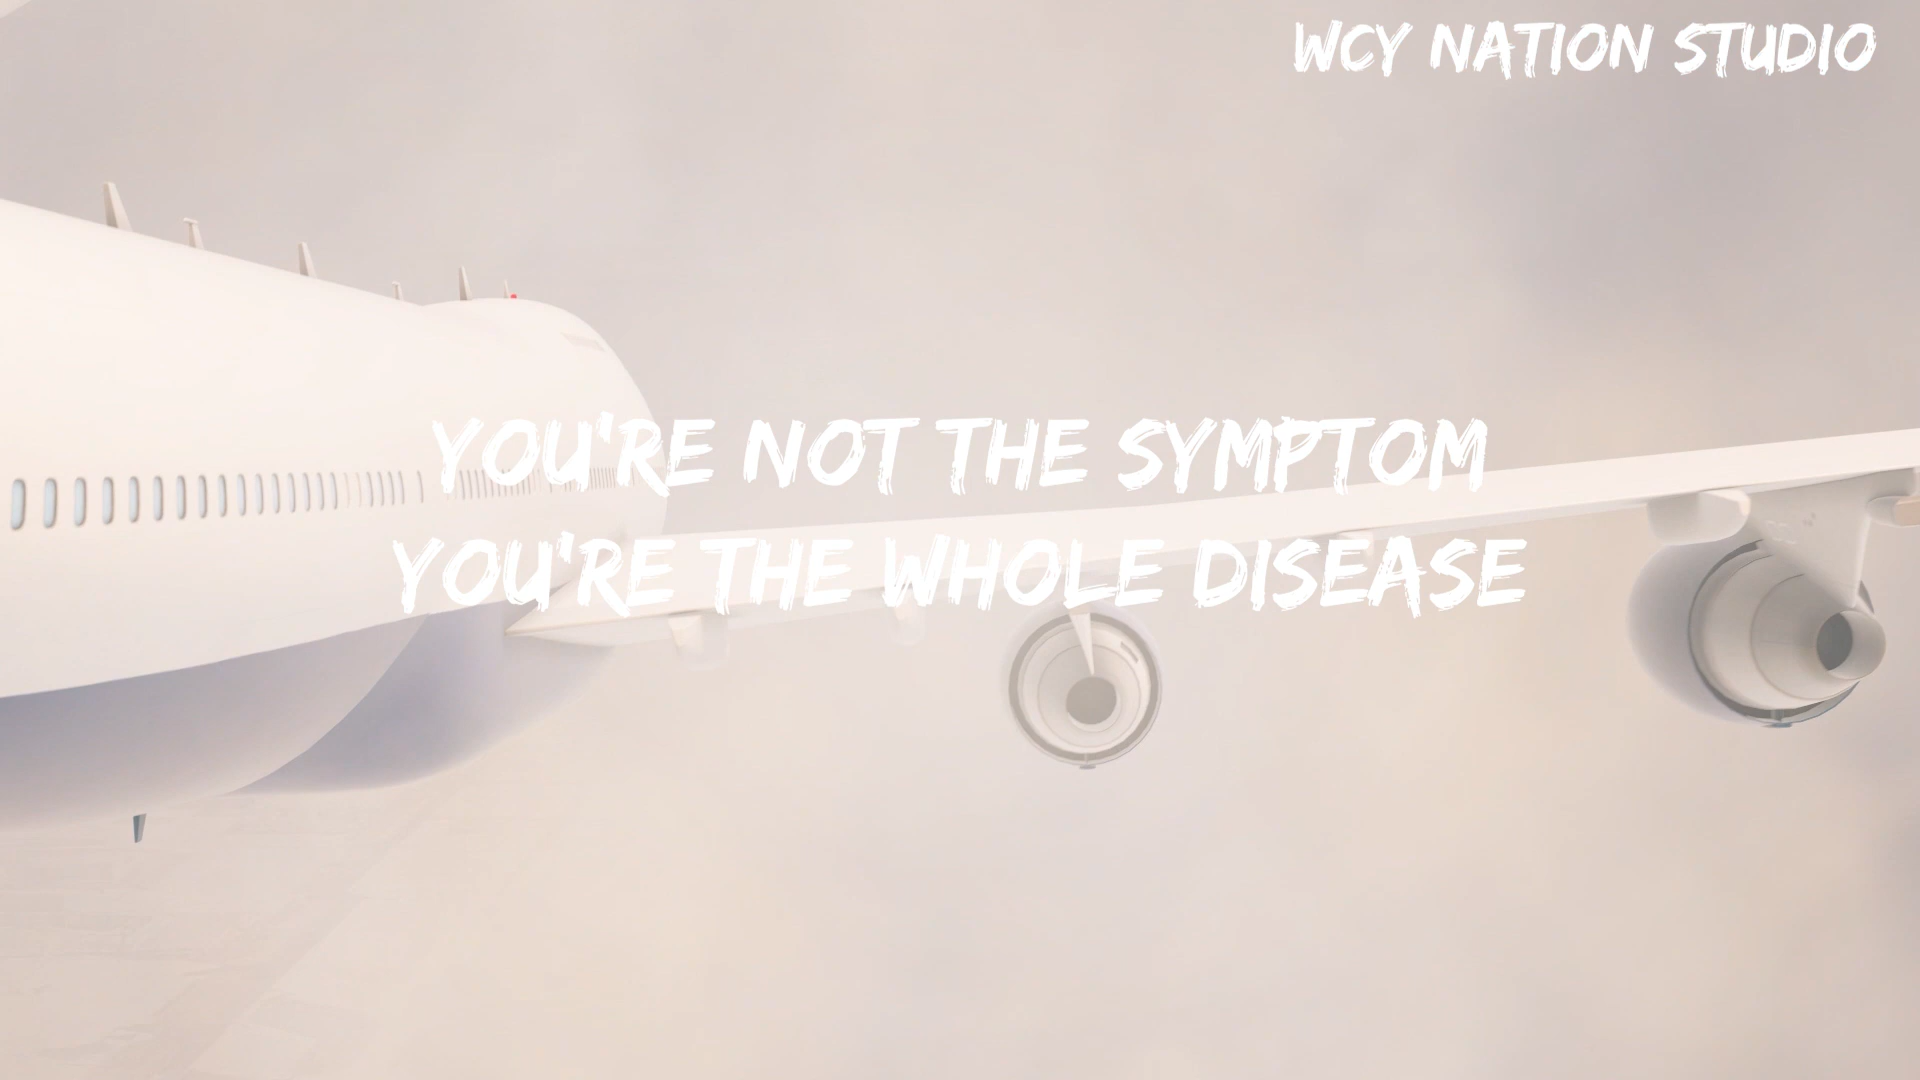 WCY NATION STUDIO
YOU'RE NOT THE SYMPTOM
YOU'RE THE WHOLE DISEASE